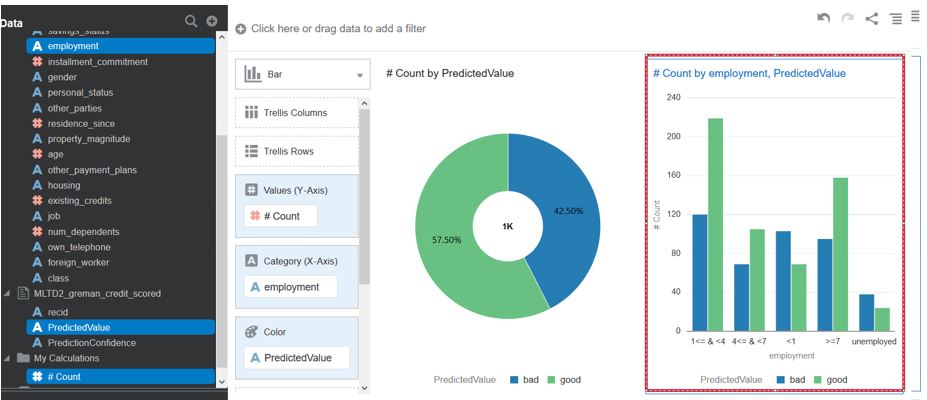 Data
savings_status
employment
installment_commitment
gender
personal_status
other_parties
residence_since
property_magnitude
age
other_payment_plans
housing
existing_credits
job
num_dependents
own_telephone
foreign_worker
class
MLTD2_greman_credit_scored
recid
PredictedValue
PredictionConfidence
My Calculations
# Count
Click here or drag data to add a filter
Bar
Trellis Columns
Trellis Rows
Values (Y-Axis)
# Count
Category (X-Axis)
employment
Color
PredictedValue
# Count by PredictedValue
42.50%
1K
57.50%
PredictedValue bad good
# Count by employment, PredictedValue
240
200
160
120
80
40
0
# Count
1<= & <4 4<= & <7 <1 >=7 unemployed
employment
PredictedValue bad good